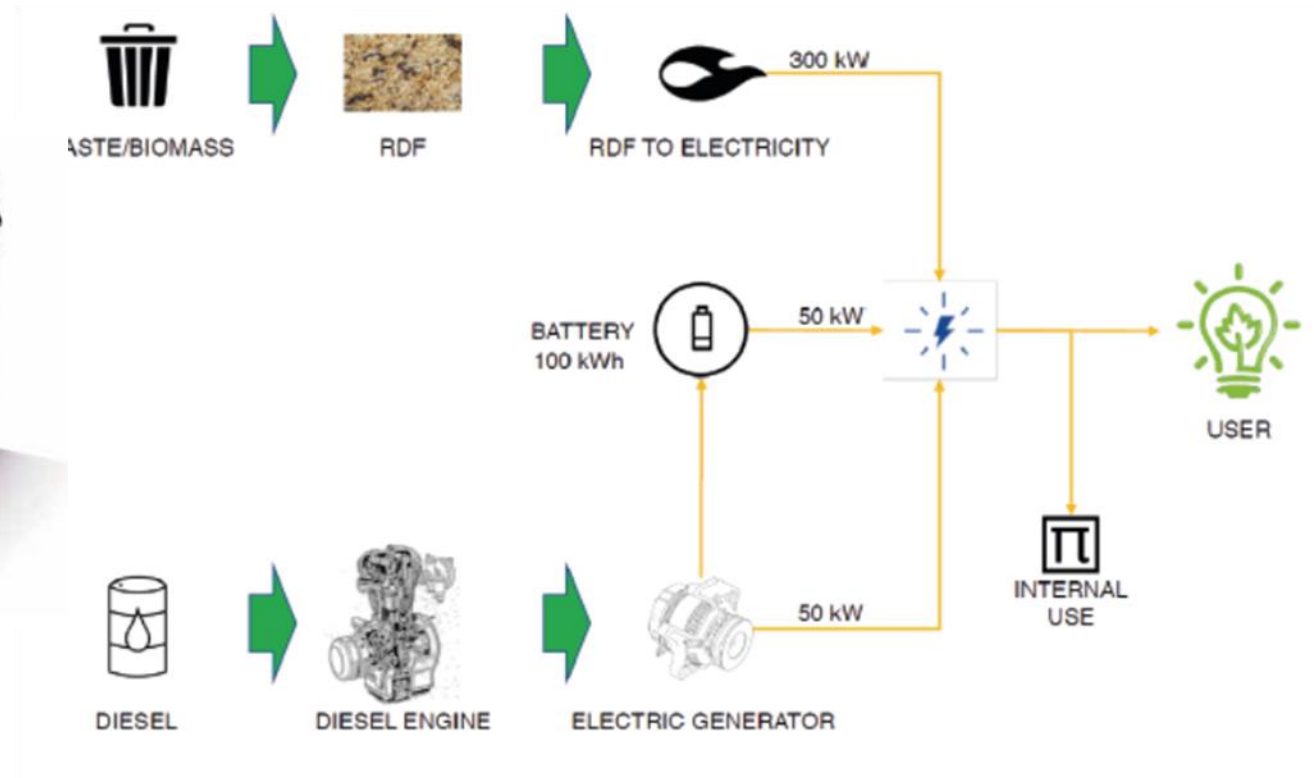 300 kW
ASTE/BIOMASS
RDF
RDF TO ELECTRICITY
BATTERY
100 kWh
50 kW
USER
INTERNAL
USE
50 kW
DIESEL
DIESEL ENGINE
ELECTRIC GENERATOR